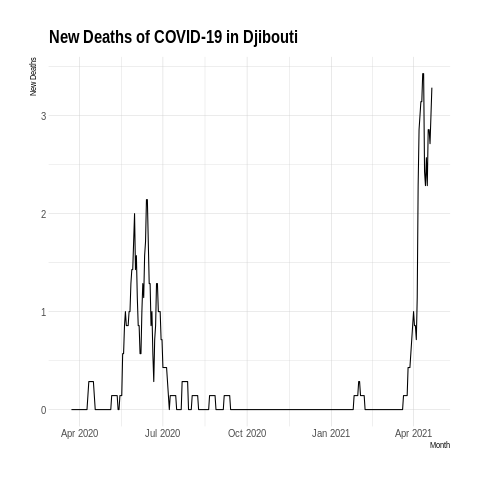 New Deaths of COVID-19 in Djibouti
New Deaths
3
2
1
0
Apr 2020 Jul 2020 Oct 2020 Jan 2021 Apr 2021
Month